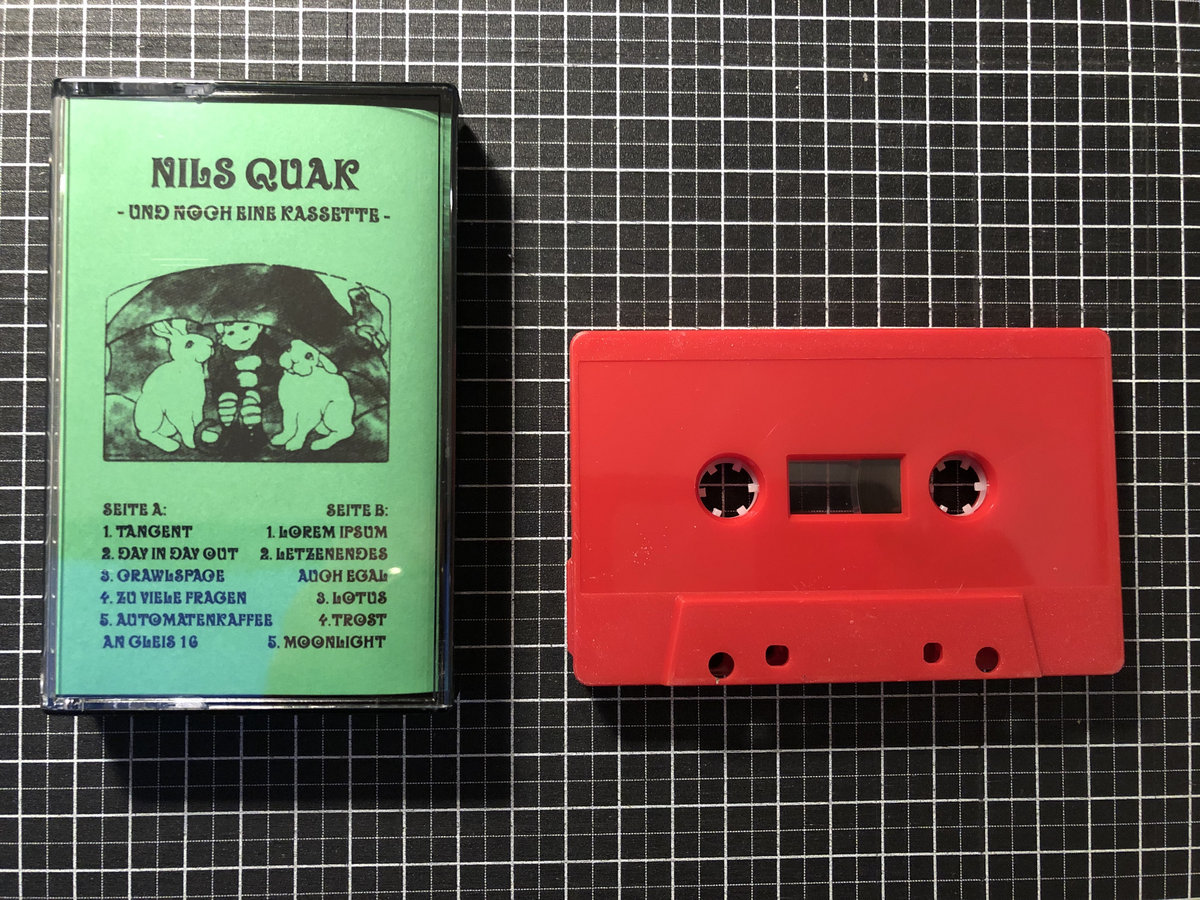 NILS QUAK
- UND NOCH EINE KASSETTE -
SEITE A:
1. TANGENT
2. DAY IN DAY OUT
3. CRAWLSPACE
4. ZU VIELE FRAGEN
5. AUTOMATENKAFFEE
AN GLEIS 16
SEITE B:
1. LOREM IPSUM
2. LETZENENDES
AUCH EGAL
3. LOTUS
4. TROST
5. MOONLIGHT